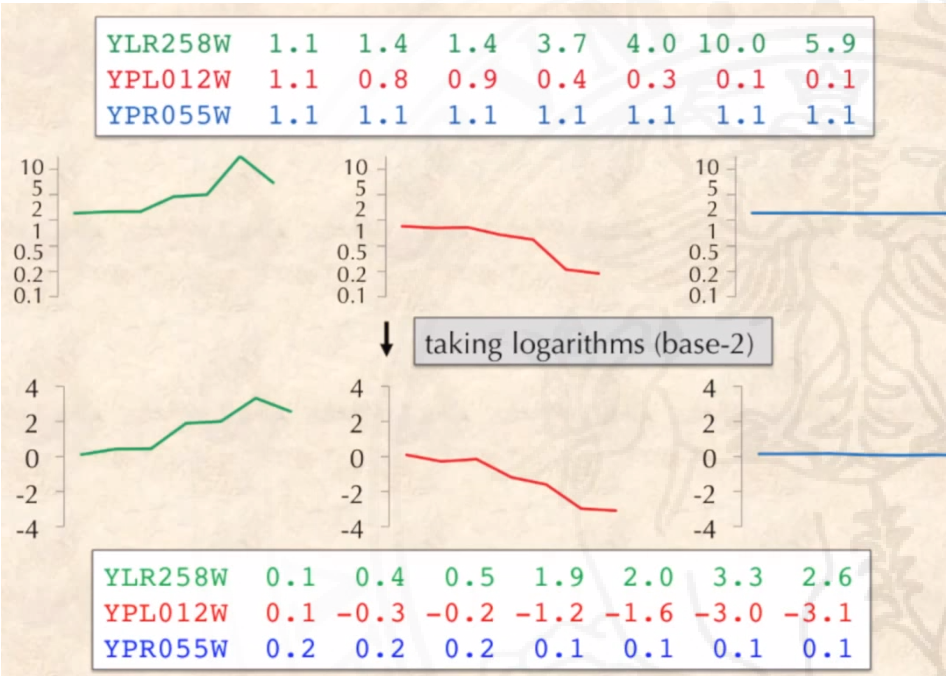 YLR258W 1.1 1.4 1.4 3.7 4.0 10.0 5.9
YPL012W 1.1 0.8 0.9 0.4 0.3 0.1 0.1
YPR055W 1.1 1.1 1.1 1.1 1.1 1.1 1.1
10 10 10
5 5 5
2 2 2
1 1 1
0.5 0.5 0.5
0.2 0.2 0.2
0.1 0.1 0.1
taking logarithms (base-2)
4 4 4
2 2 2
0 0 0
-2 -2 -2
-4 -4 -4
YLR258W 0.1 0.4 0.5 1.9 2.0 3.3 2.6
YPL012W 0.1 -0.3 -0.2 -1.2 -1.6 -3.0 -3.1
YPR055W 0.2 0.2 0.2 0.1 0.1 0.1 0.1